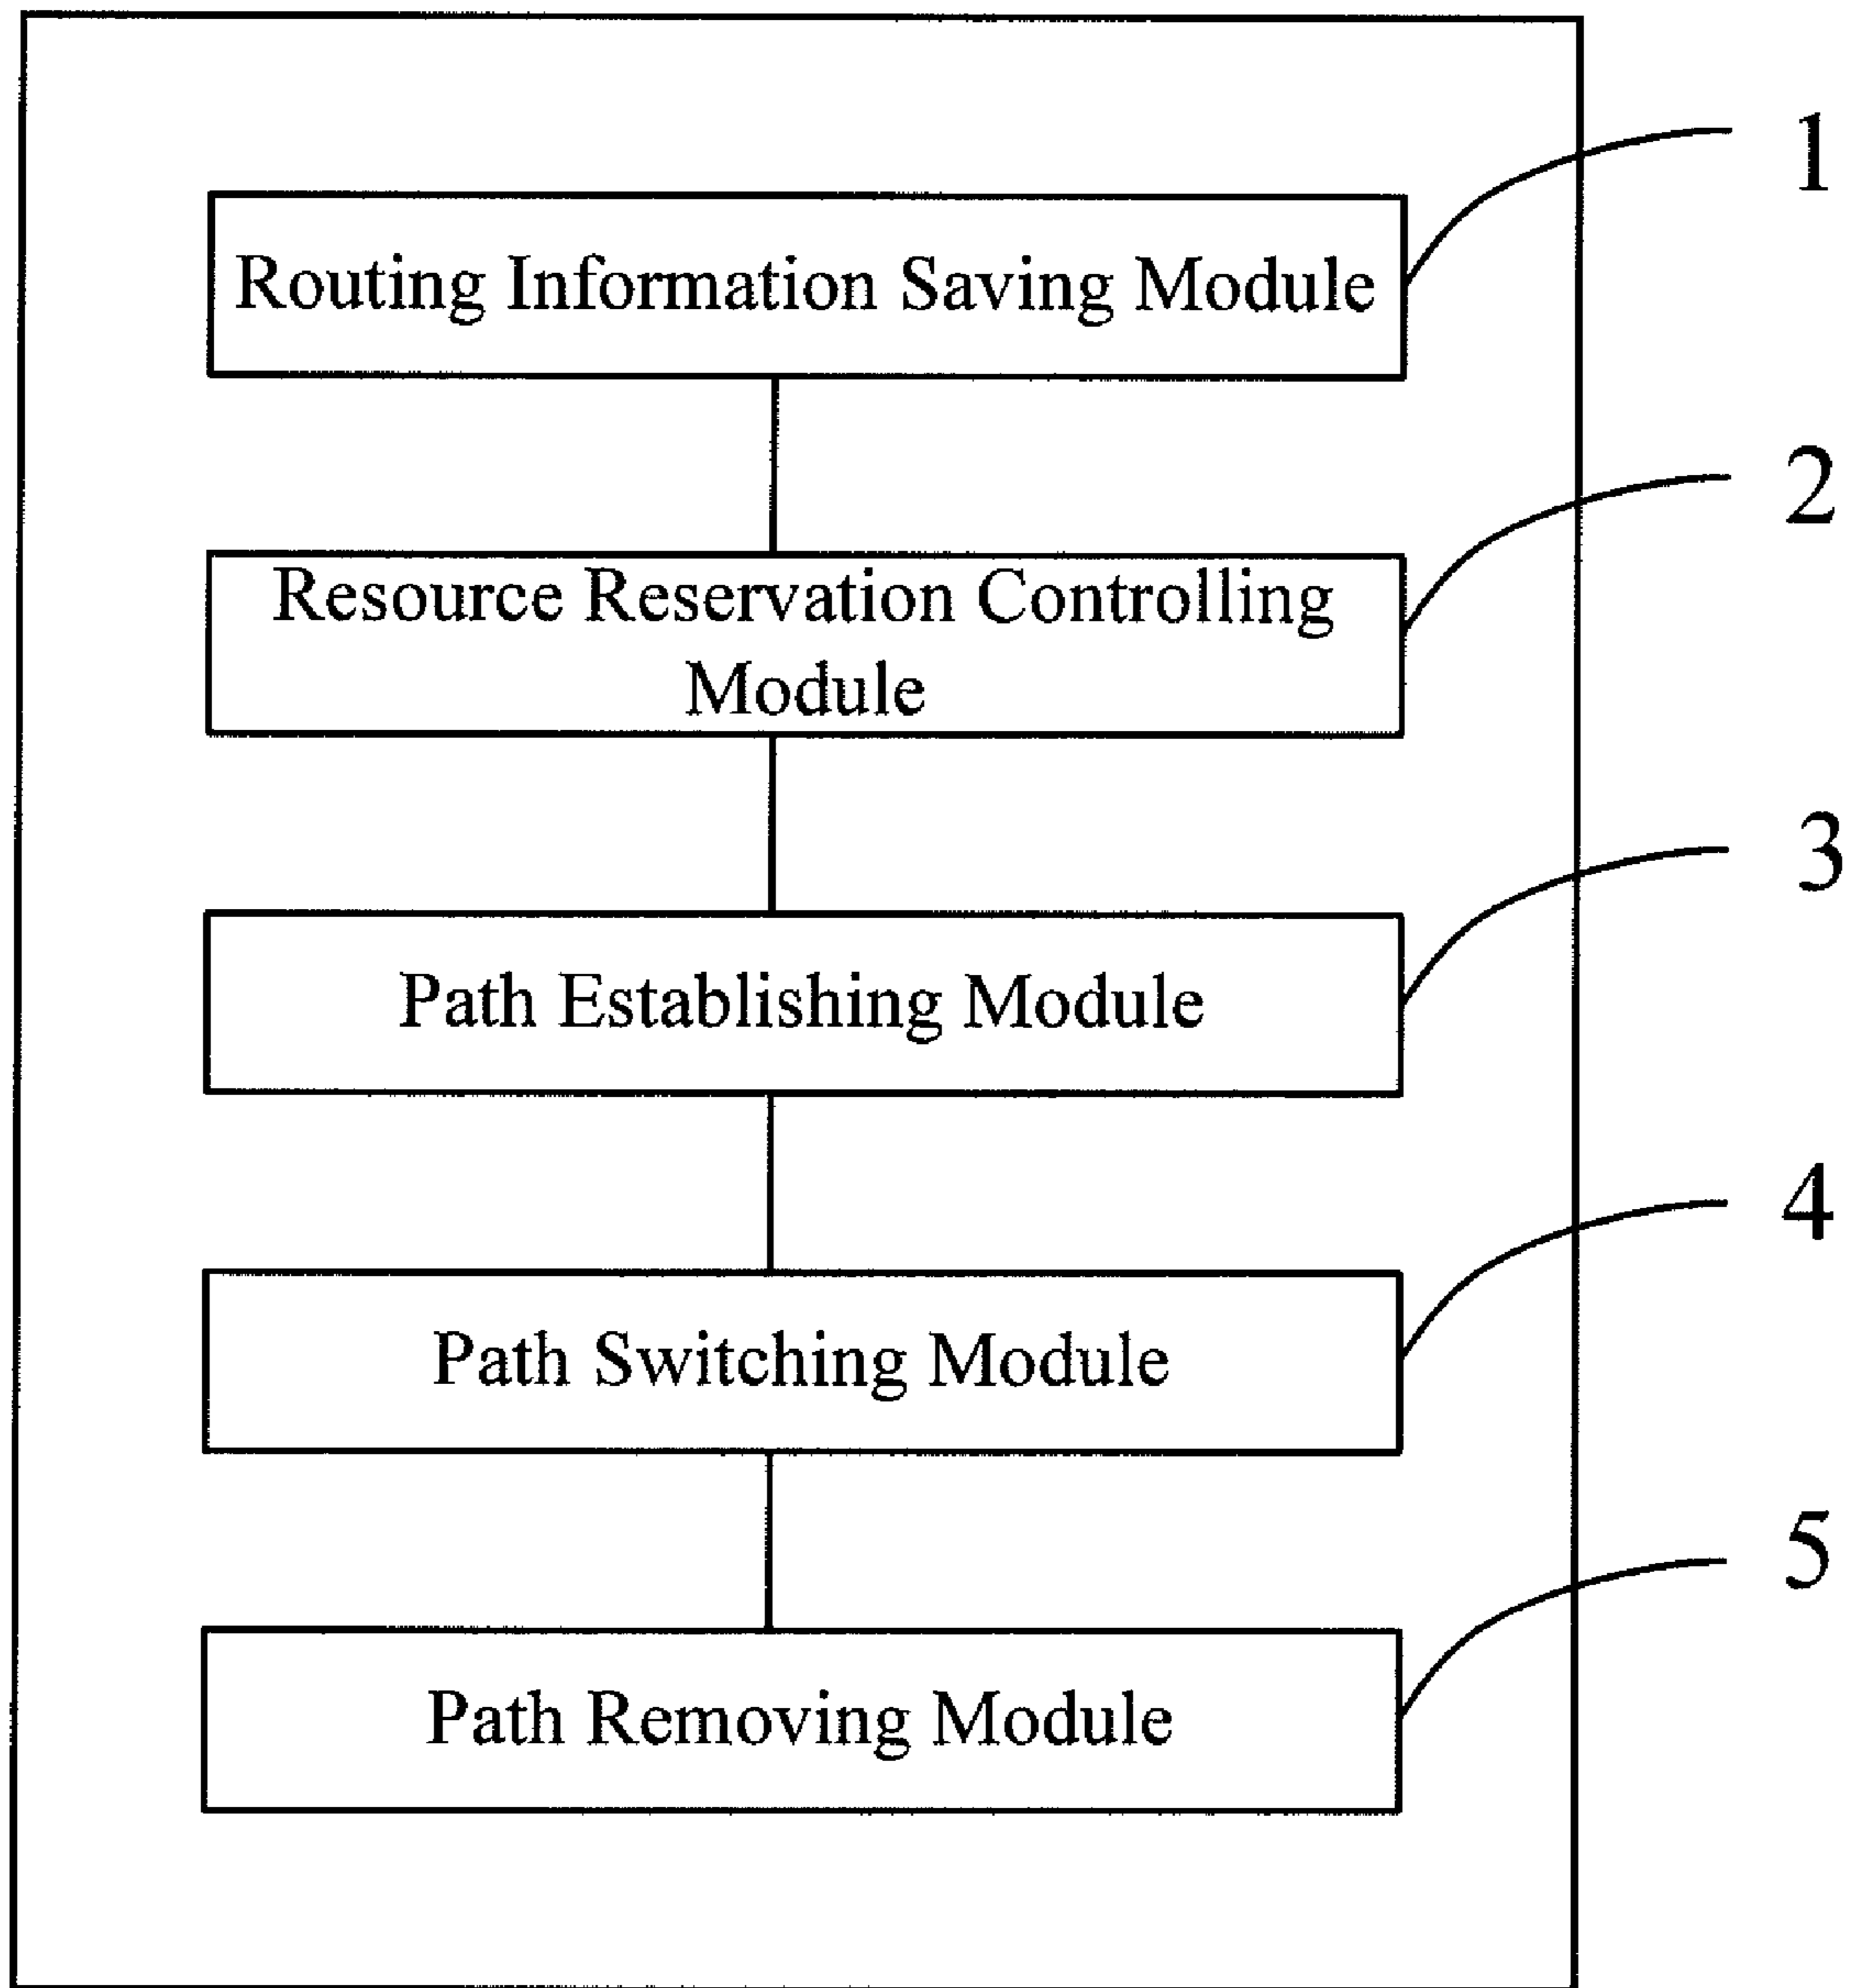 1
Routing Information Saving Module
2
Resource Reservation Controlling
Module
3
Path Establishing Module
4
Path Switching Module
5
Path Removing Module